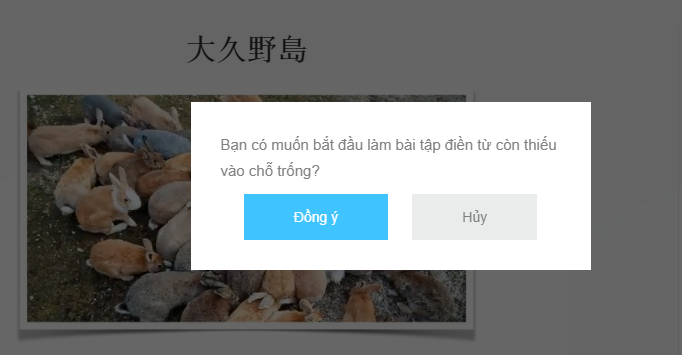 大久野島
Bạn có muốn bắt đầu làm bài tập điền từ còn thiếu
vào chỗ trống?
Đồng ý
Hủy